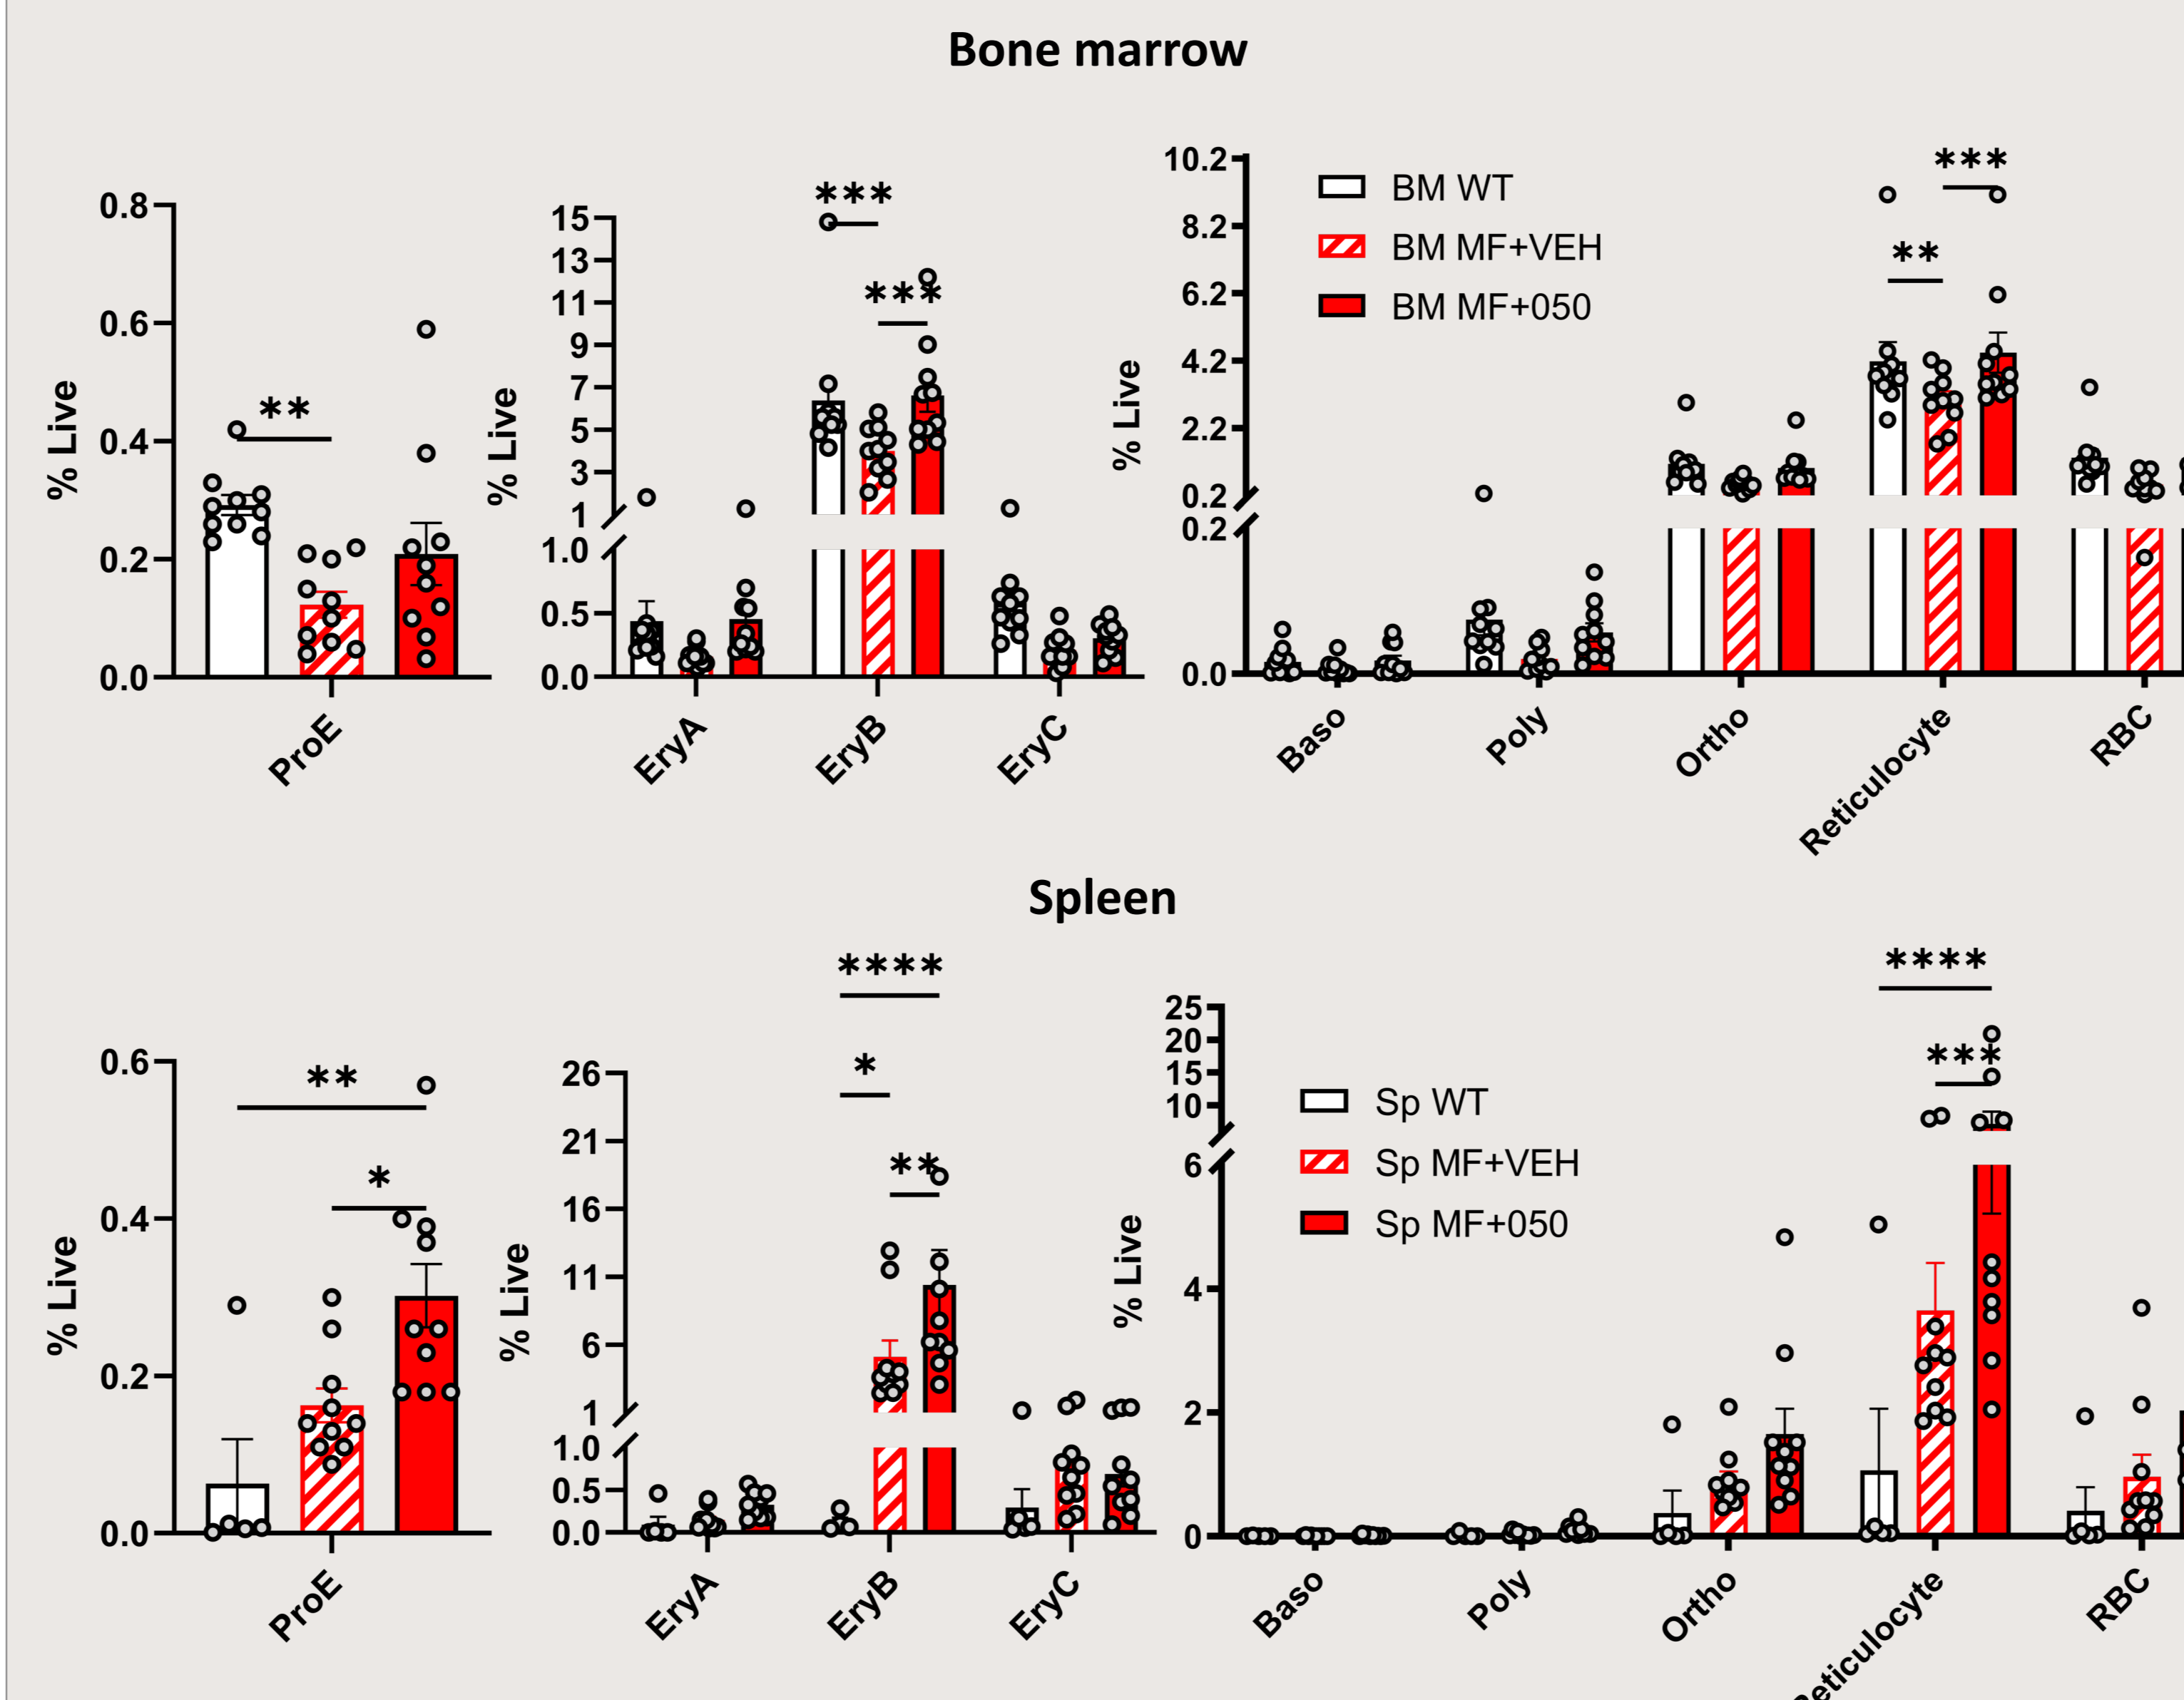 Bone marrow
0.8
0.6
0.4
0.2
0.0
% Live
**
ProE
15
13
11
9
7
5
3
1
1.0
0.5
0.0
% Live
***
***
EryA
EryB
EryC
10.2
8.2
6.2
4.2
2.2
0.2
0.2
0.0
% Live
BM WT
BM MF+VEH
BM MF+050
**
***
Baso
Poly
Ortho
Reticulocyte
RBC
Spleen
0.6
0.4
0.2
0.0
% Live
**
*
ProE
26
21
16
11
6
1
1.0
0.5
0.0
% Live
****
*
**
EryA
EryB
EryC
25
20
15
10
6
4
2
0
% Live
Sp WT
Sp MF+VEH
Sp MF+050
****
***
Baso
Poly
Ortho
Reticulocyte
RBC